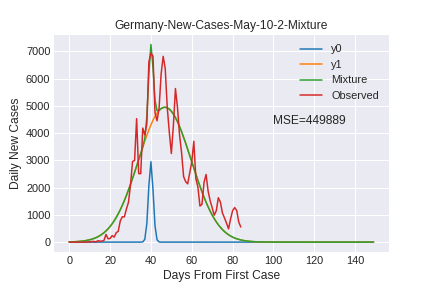 Germany-New-Cases-May-10-2-Mixture
7000
6000
5000
4000
3000
2000
1000
0
Daily New Cases
y0
y1
Mixture
Observed
MSE=449889
0 20 40 60 80 100 120 140
Days From First Case